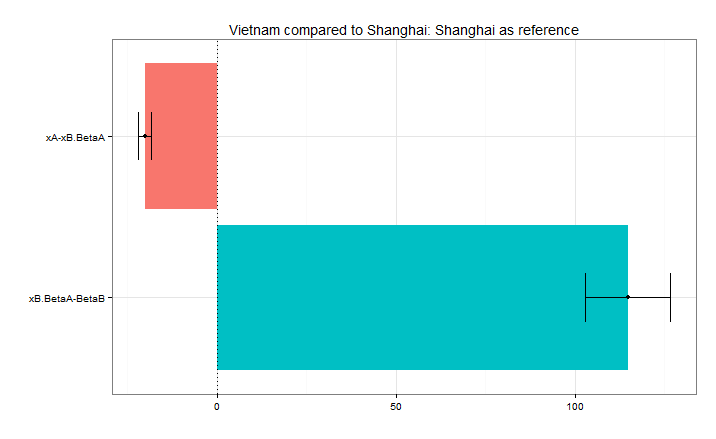 Vietnam compared to Shanghai: Shanghai as reference
xA-xB.BetaA
xB.BetaA-BetaB
0
50
100